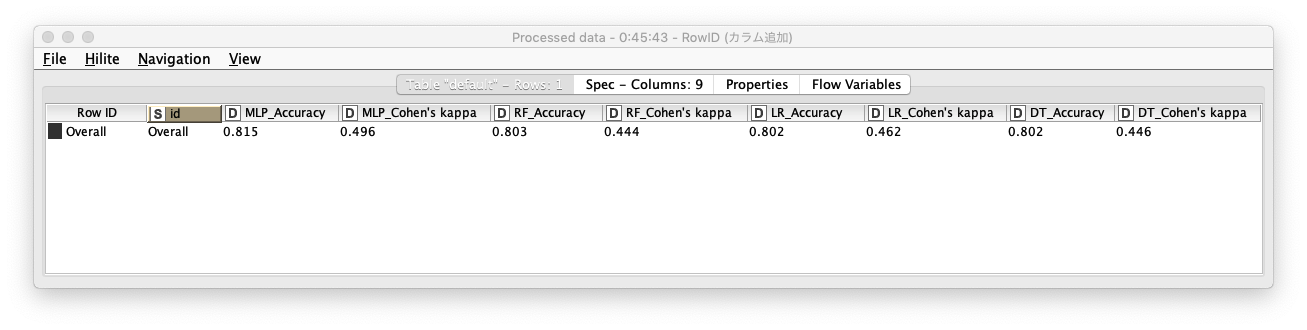 Processed data - 0:45:43 - RowID (カラム追加)
File Hilite Navigation View
Table "default" - Rows: 1 Spec - Columns: 9 Properties Flow Variables
Row ID S id D MLP_Accuracy D MLP_Cohen's kappa D RF_Accuracy D RF_Cohen's kappa D LR_Accuracy D LR_Cohen's kappa D DT_Accuracy D DT_Cohen's kappa
Overall Overall 0.815 0.496 0.803 0.444 0.802 0.462 0.802 0.446